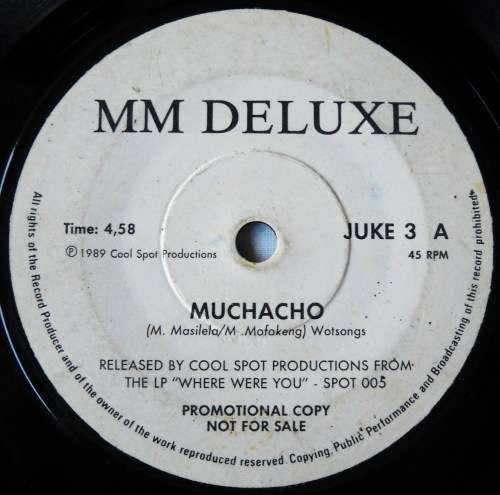 MM DELUXE
Time: 4,58
JUKE 3 A
℗ 1989 Cool Spot Productions
45 RPM
MUCHACHO
(M. Masilela/M .Mofokeng) Wotsongs
RELEASED BY COOL SPOT PRODUCTIONS FROM
THE LP "WHERE WERE YOU" - SPOT 005
PROMOTIONAL COPY
NOT FOR SALE
All rights of the Record Producer and of the owner of the work reproduced reserved. Copying, Public Performance and Broadcasting of this record prohibited.